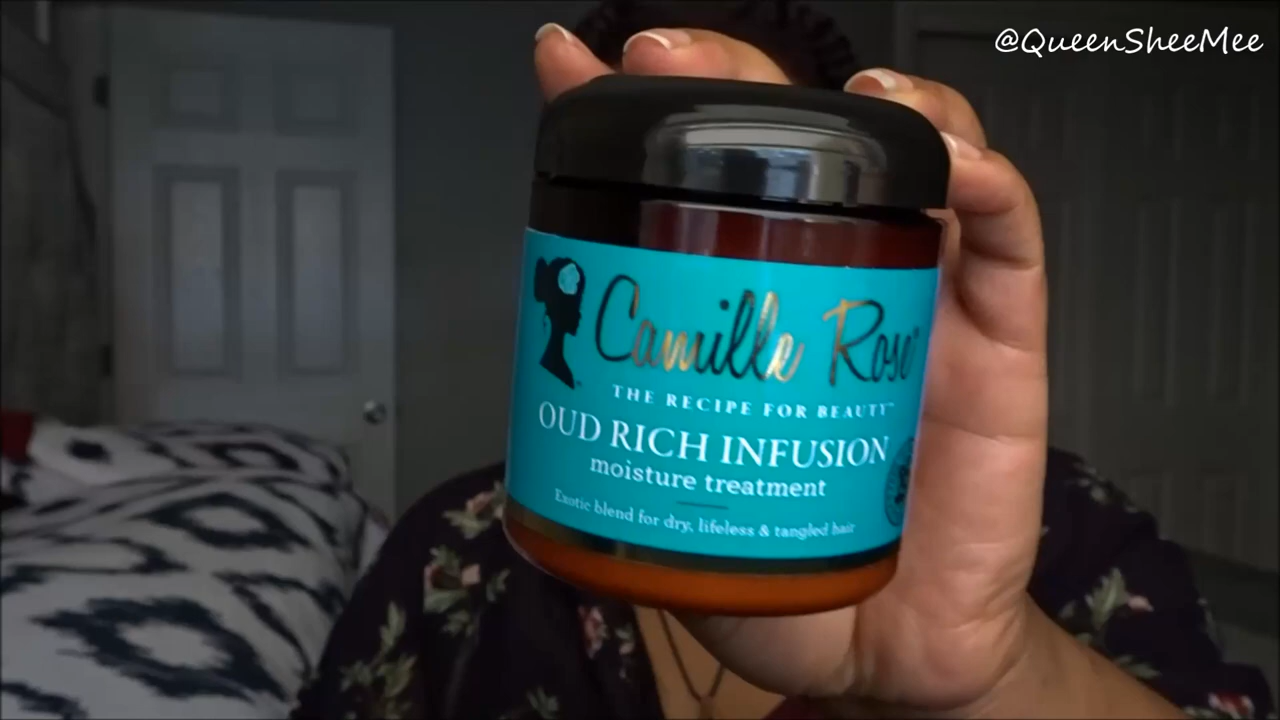 @QueenSheeMee
Camille Rose
THE RECIPE FOR BEAUTY™
OUD RICH INFUSION
moisture treatment
Exotic blend for dry, lifeless & tangled hair